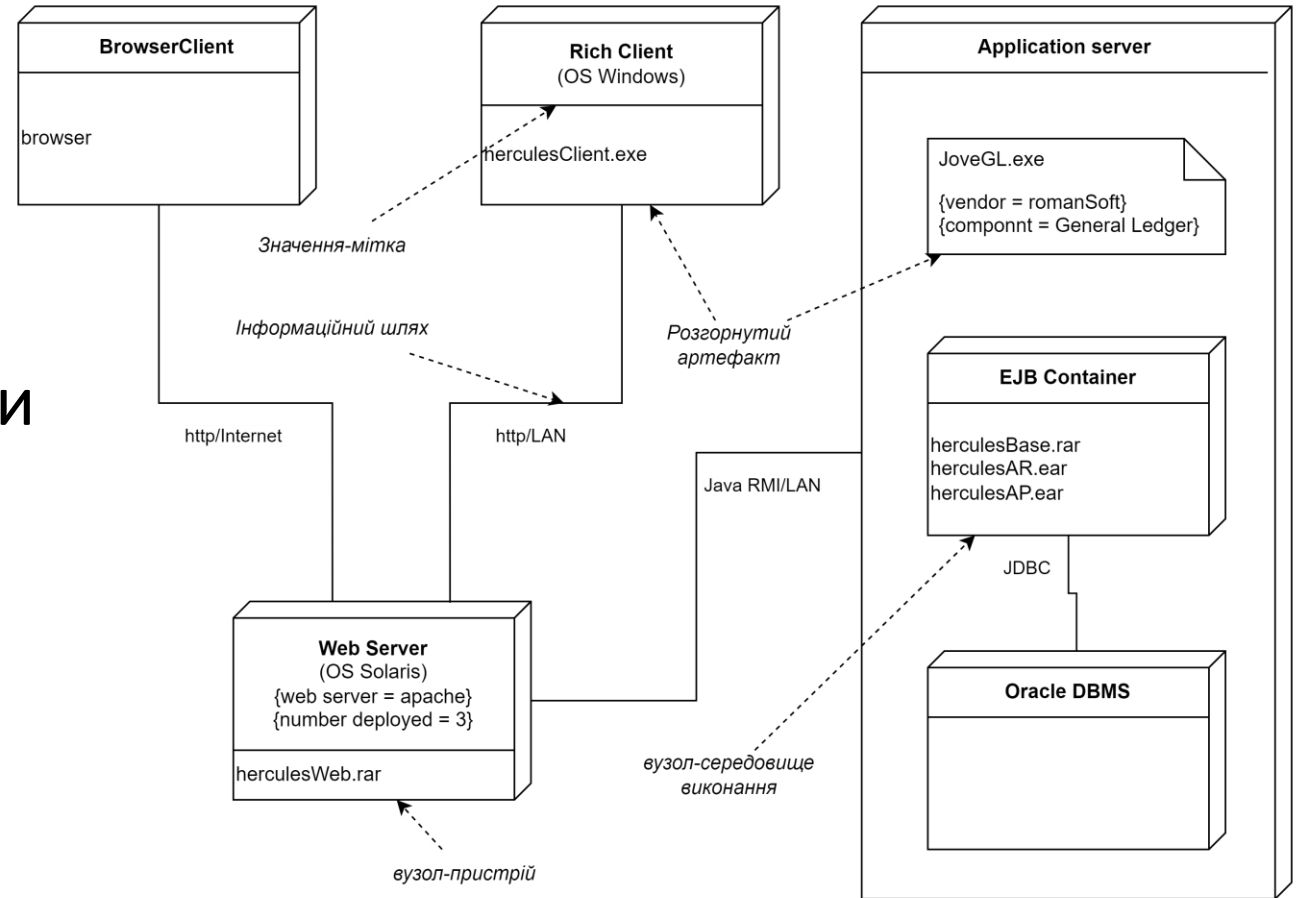 BrowserClient
browser
Rich Client
(OS Windows)
herculesClient.exe
Application server
JoveGL.exe
{vendor = romanSoft}
{componnt = General Ledger}
Значення-мітка
Інформаційний шлях
Розгорнутий
артефакт
EJB Container
herculesBase.rar
herculesAR.ear
herculesAP.ear
и
http/Internet
http/LAN
Java RMI/LAN
JDBC
Web Server
(OS Solaris)
{web server = apache}
{number deployed = 3}
herculesWeb.rar
Oracle DBMS
вузол-середовище
виконання
вузол-пристрій